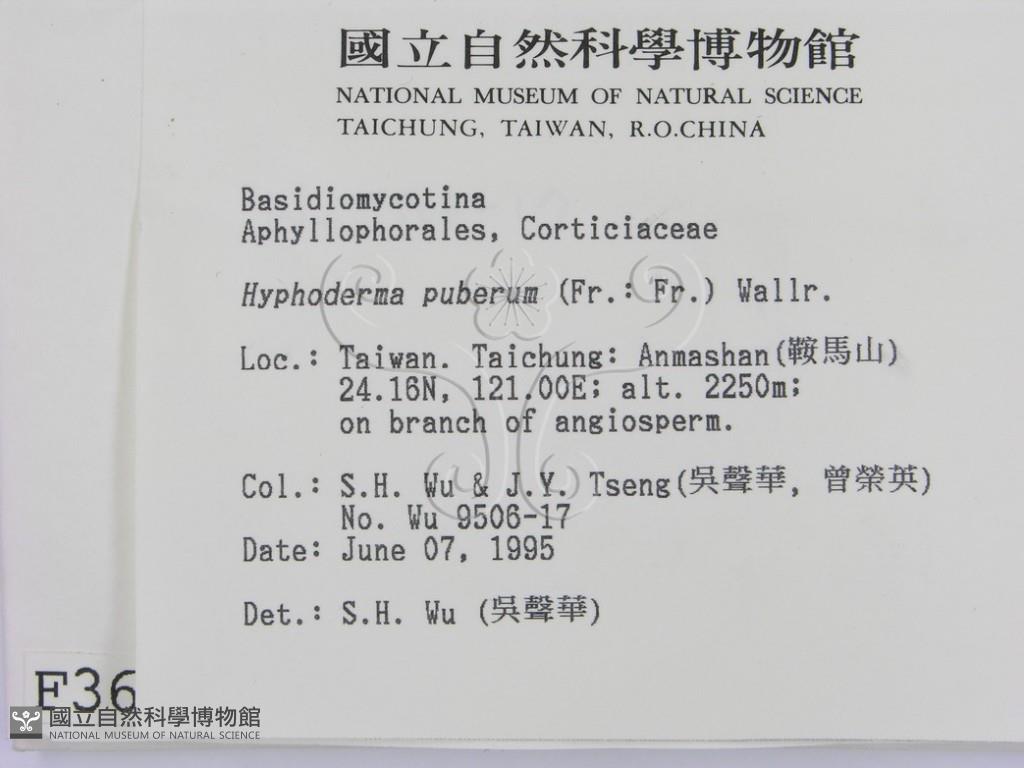 國立自然科學博物館
NATIONAL MUSEUM OF NATURAL SCIENCE
TAICHUNG, TAIWAN, R.O.CHINA
Basidiomycotina
Aphyllophorales, Corticiaceae
Hyphoderma puberum (Fr.: Fr.) Wallr.
Loc.: Taiwan. Taichung: Anmashan(鞍馬山)
24.16N, 121.00E; alt. 2250m;
on branch of angiosperm.
Col.: S.H. Wu & J.Y. Tseng(吳聲華, 曾榮英)
No. Wu 9506-17
Date: June 07, 1995
Det.: S.H. Wu (吳聲華)
F36
國立自然科學博物館
NATIONAL MUSEUM OF NATURAL SCIENCE